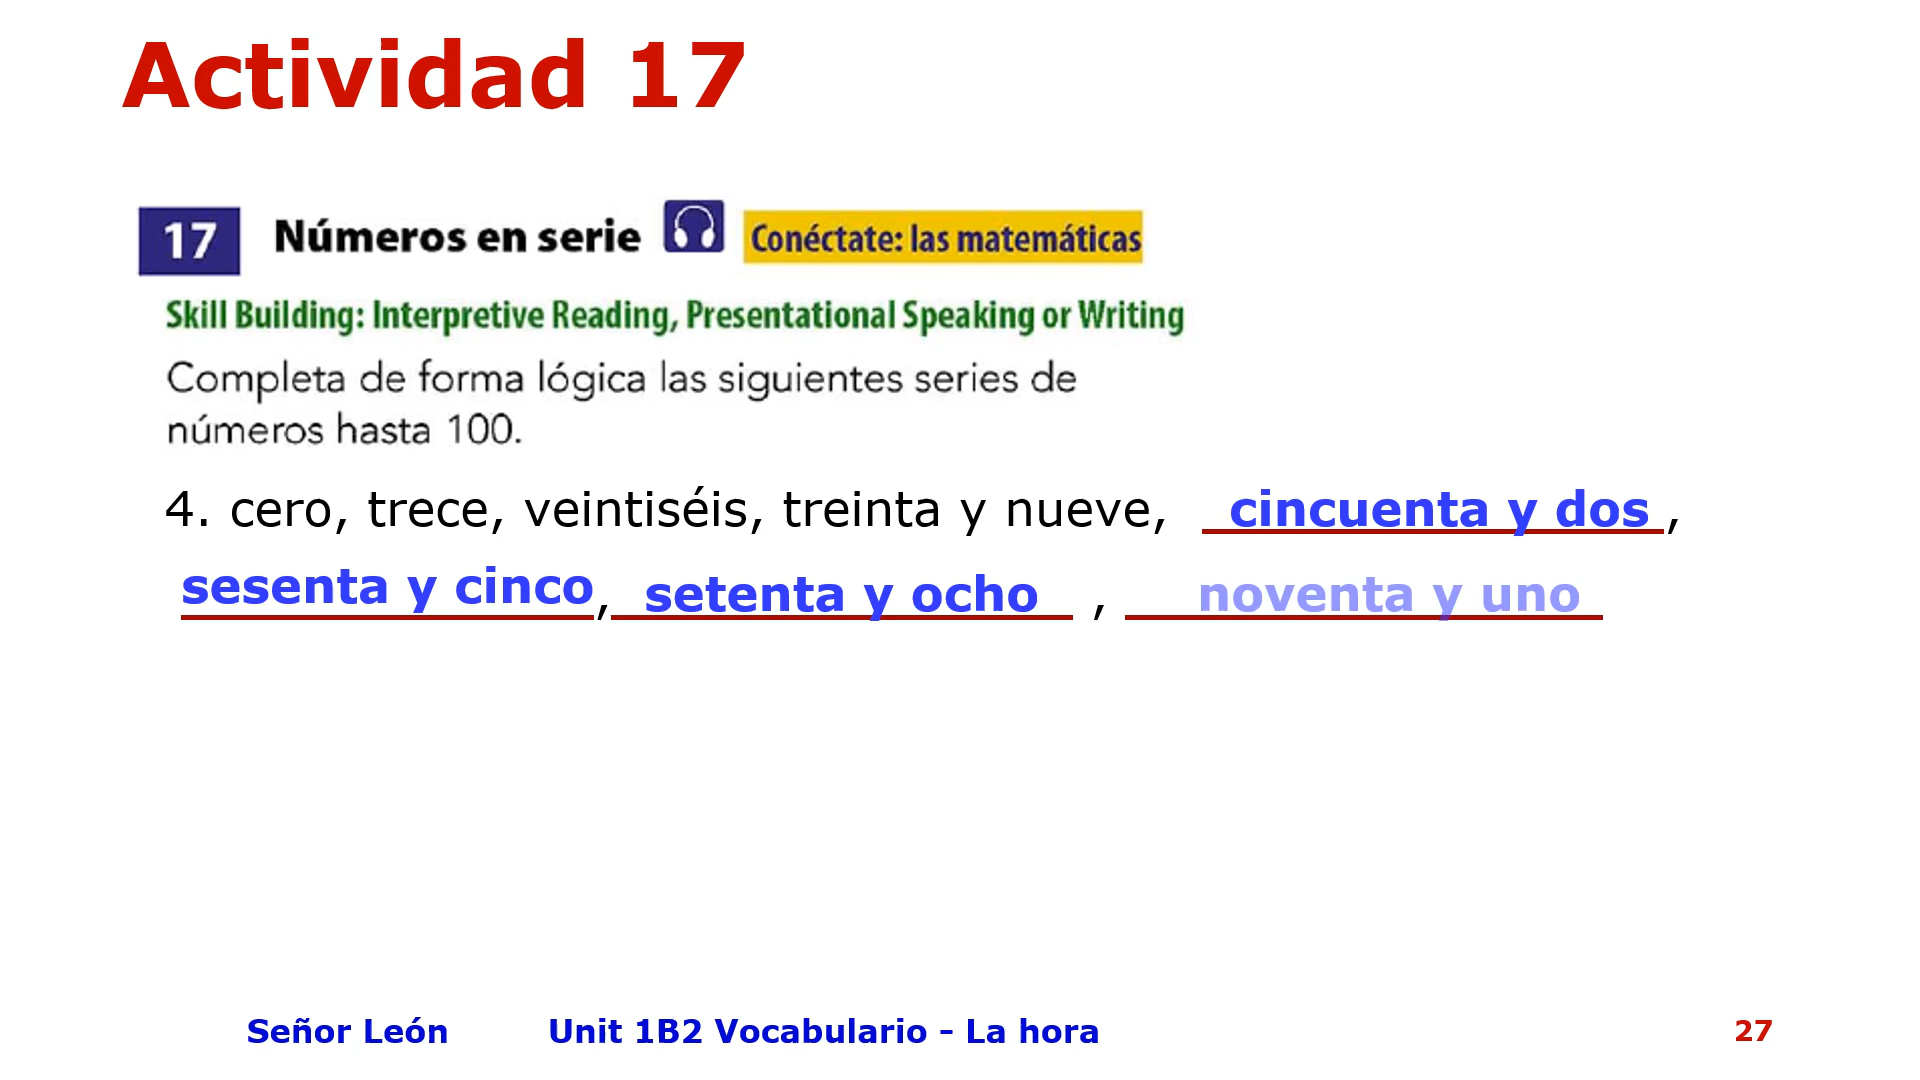 Actividad 17
17 Números en serie Conéctate: las matemáticas
Skill Building: Interpretive Reading, Presentational Speaking or Writing
Completa de forma lógica las siguientes series de
números hasta 100.
4. cero, trece, veintiséis, treinta y nueve, cincuenta y dos,
sesenta y cinco, setenta y ocho , noventa y uno
Señor León Unit 1B2 Vocabulario - La hora 27